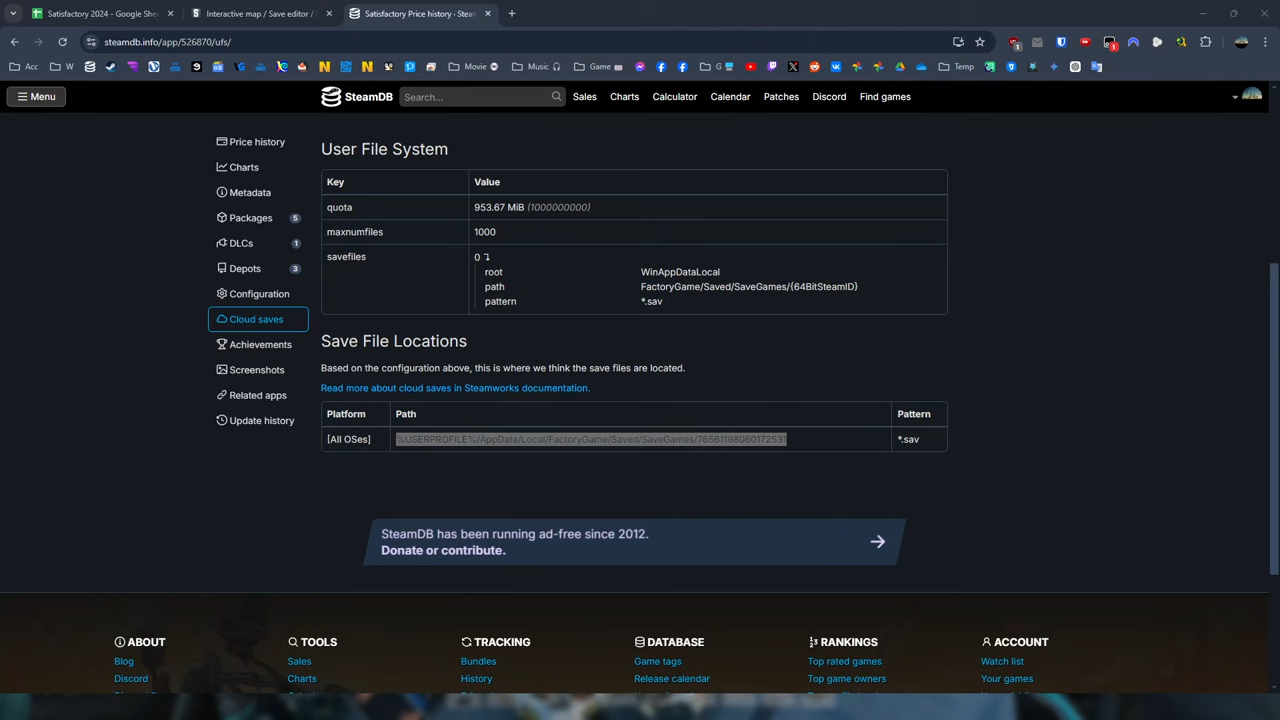 Satisfactory 2024 - Google She
Interactive map / Save editor /
Satisfactory Price history · Stea
steamdb.info/app/526870/ufs/
Acc
W
Movie
Music
Game
G
Temp
Menu
SteamDB
Search...
Sales
Charts
Calculator
Calendar
Patches
Discord
Find games
Price history
Charts
Metadata
Packages 5
DLCs 1
Depots 3
Configuration
Cloud saves
Achievements
Screenshots
Related apps
Update history
User File System
Key Value
quota 953.67 MiB (1000000000)
maxnumfiles 1000
savefiles 0
root WinAppDataLocal
path FactoryGame/Saved/SaveGames/{64BitSteamID}
pattern *.sav
Save File Locations
Based on the configuration above, this is where we think the save files are located.
Read more about cloud saves in Steamworks documentation.
Platform Path Pattern
[All OSes] %USERPROFILE%/AppData/Local/FactoryGame/Saved/SaveGames/76561198060172531 *.sav
SteamDB has been running ad-free since 2012.
Donate or contribute.
ABOUT
Blog
Discord
TOOLS
Sales
Charts
TRACKING
Bundles
History
DATABASE
Game tags
Release calendar
RANKINGS
Top rated games
Top game owners
ACCOUNT
Watch list
Your games